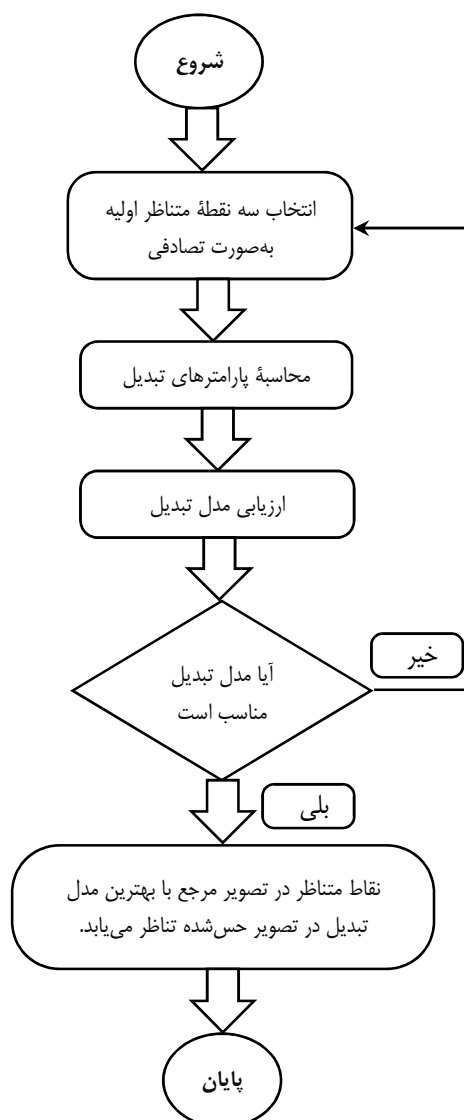 شروع
انتخاب سه نقطهٔ متناظر اولیه
به‌صورت تصادفی
محاسبهٔ پارامترهای تبدیل
ارزیابی مدل تبدیل
آیا مدل تبدیل
مناسب است
خیر
بلی
نقاط متناظر در تصویر مرجع با بهترین مدل
تبدیل در تصویر حس‌شده تناظر می‌یابد.
پایان